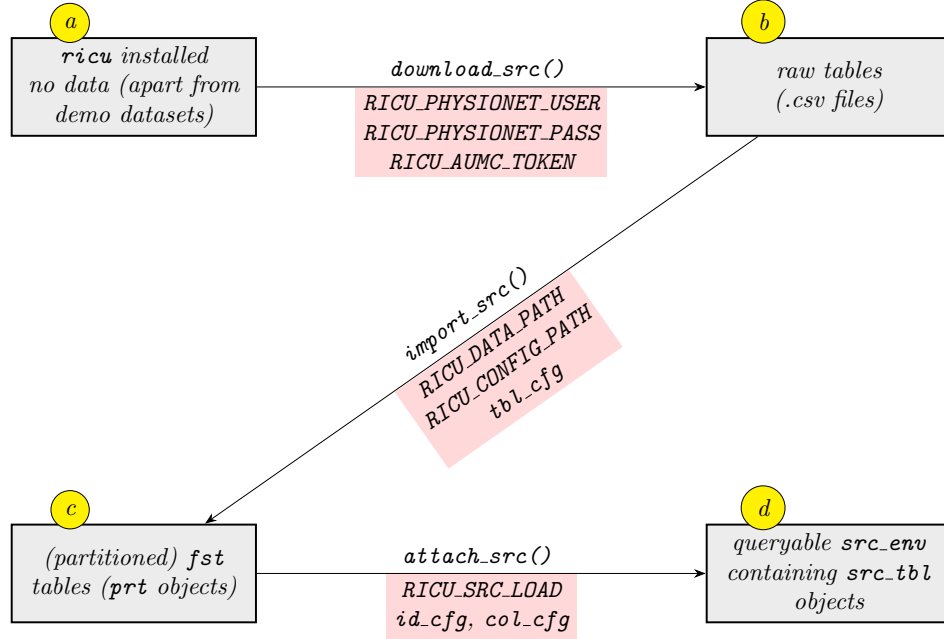 a
ricu installed
no data (apart from
demo datasets)
download_src()
RICU_PHYSIONET_USER
RICU_PHYSIONET_PASS
RICU_AUMC_TOKEN
b
raw tables
(.csv files)
import_src()
RICU_DATA_PATH
RICU_CONFIG_PATH
tbl_cfg
c
(partitioned) fst
tables (prt objects)
attach_src()
RICU_SRC_LOAD
id_cfg, col_cfg
d
queryable src_env
containing src_tbl
objects